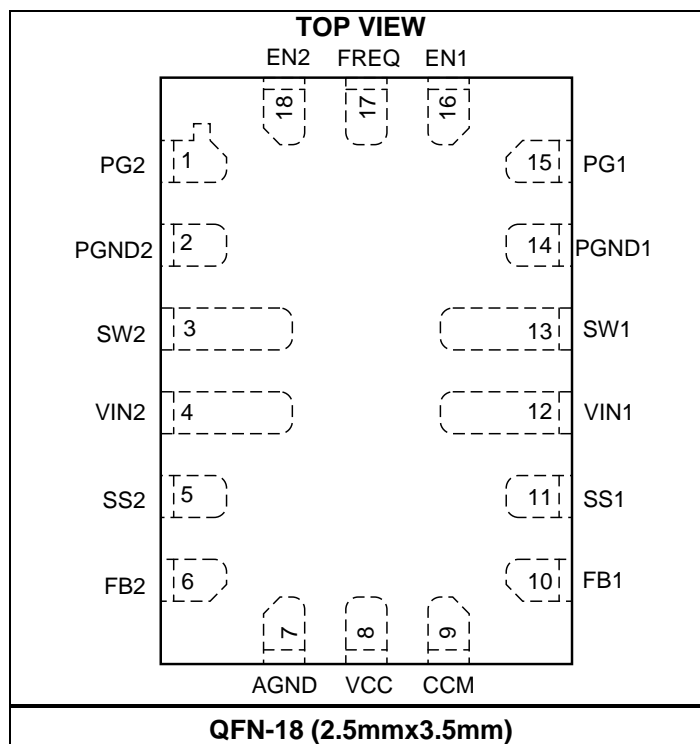 TOP VIEW
EN2 FREQ EN1
18 17 16
PG2 1 15 PG1
PGND2 2 14 PGND1
SW2 3 13 SW1
VIN2 4 12 VIN1
SS2 5 11 SS1
FB2 6 10 FB1
7 8 9
AGND VCC CCM
QFN-18 (2.5mmx3.5mm)